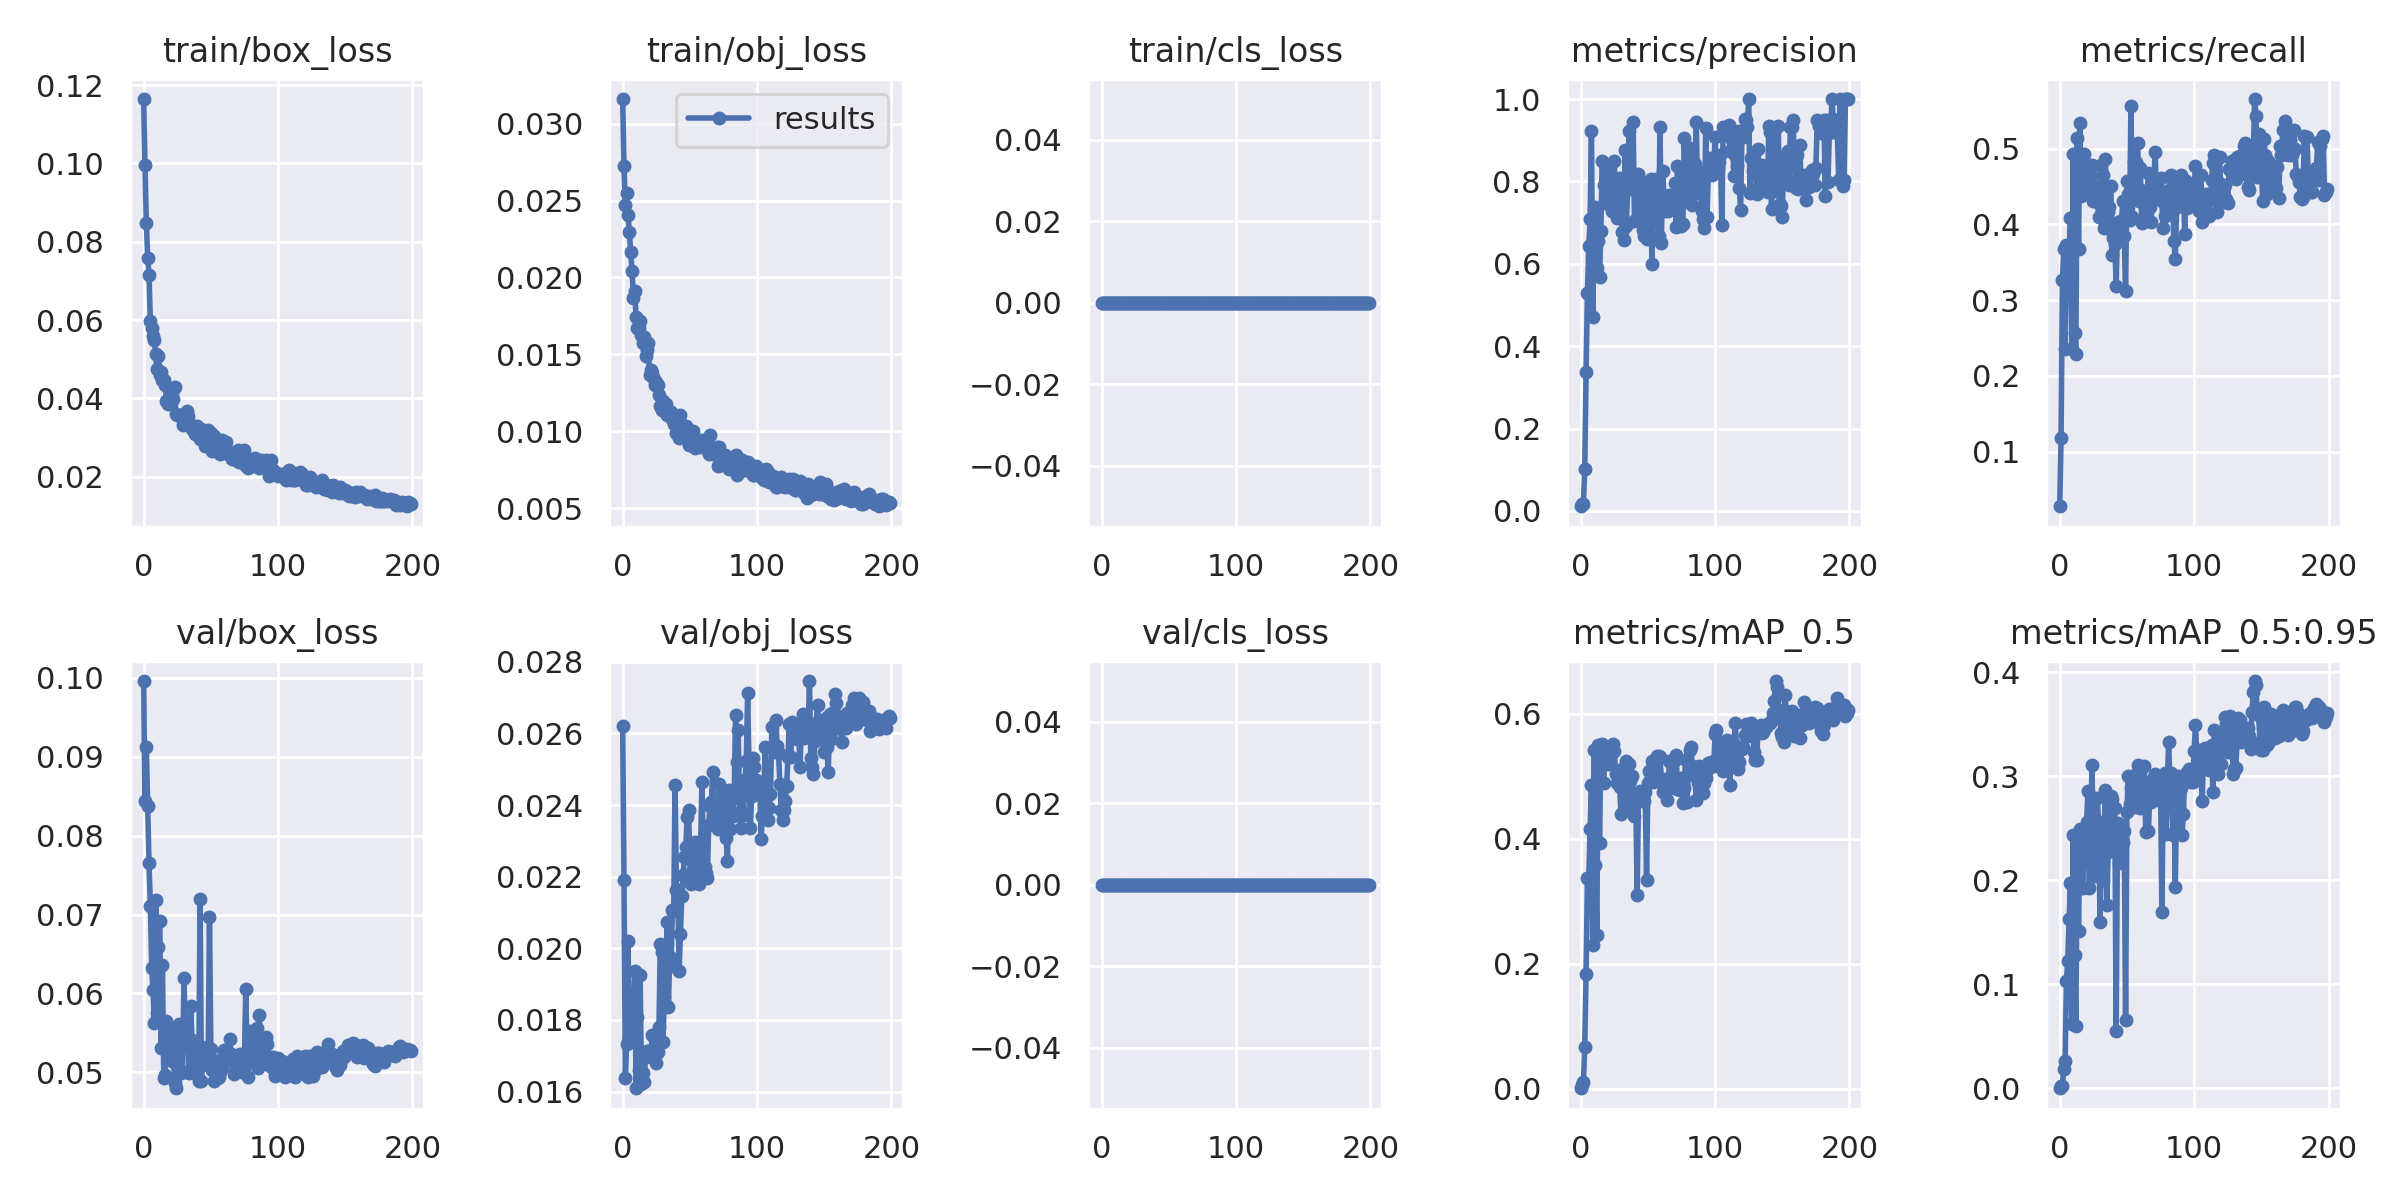 train/box_loss
train/obj_loss
train/cls_loss
metrics/precision
metrics/recall
0.12
0.10
0.08
0.06
0.04
0.02
0 100 200
results
0.030
0.025
0.020
0.015
0.010
0.005
0 100 200
0.04
0.02
0.00
−0.02
−0.04
0 100 200
1.0
0.8
0.6
0.4
0.2
0.0
0 100 200
0.5
0.4
0.3
0.2
0.1
0 100 200
val/box_loss
val/obj_loss
val/cls_loss
metrics/mAP_0.5
metrics/mAP_0.5:0.95
0.10
0.09
0.08
0.07
0.06
0.05
0 100 200
0.028
0.026
0.024
0.022
0.020
0.018
0.016
0 100 200
0.04
0.02
0.00
−0.02
−0.04
0 100 200
0.6
0.4
0.2
0.0
0 100 200
0.4
0.3
0.2
0.1
0.0
0 100 200